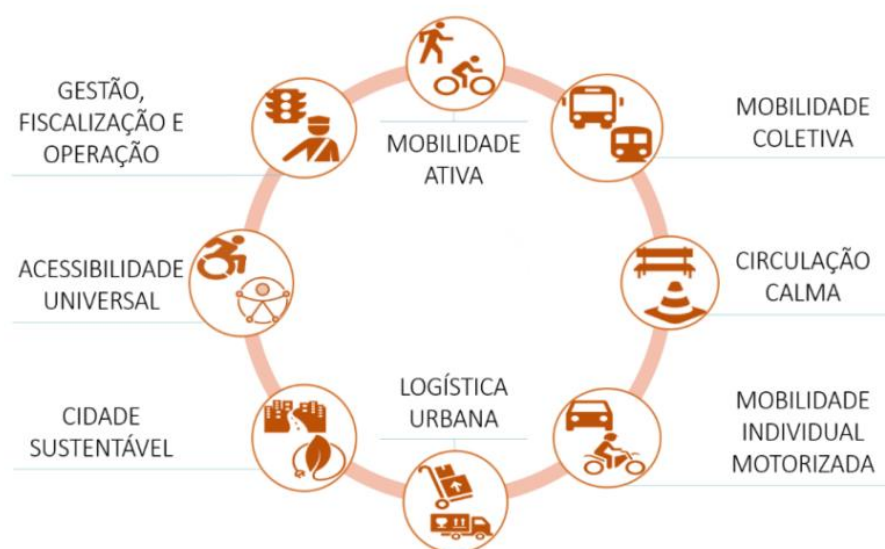 GESTÃO,
FISCALIZAÇÃO E
OPERAÇÃO
MOBILIDADE
ATIVA
MOBILIDADE
COLETIVA
ACESSIBILIDADE
UNIVERSAL
CIRCULAÇÃO
CALMA
CIDADE
SUSTENTÁVEL
LOGÍSTICA
URBANA
MOBILIDADE
INDIVIDUAL
MOTORIZADA